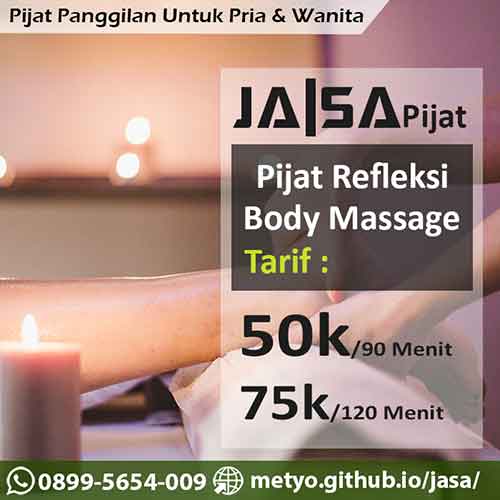 Pijat Panggilan Untuk Pria & Wanita
JA|SA Pijat
Pijat Refleksi
Body Massage
Tarif :
50k/90 Menit
75k/120 Menit
0899-5654-009 metyo.github.io/jasa/